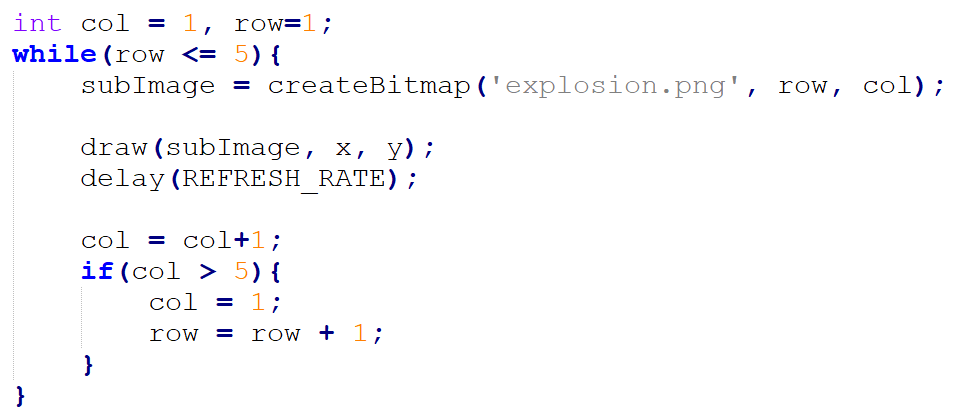 int col = 1, row=1;
while(row <= 5){
subImage = createBitmap('explosion.png', row, col);
draw(subImage, x, y);
delay(REFRESH_RATE);
col = col+1;
if(col > 5){
col = 1;
row = row + 1;
}
}